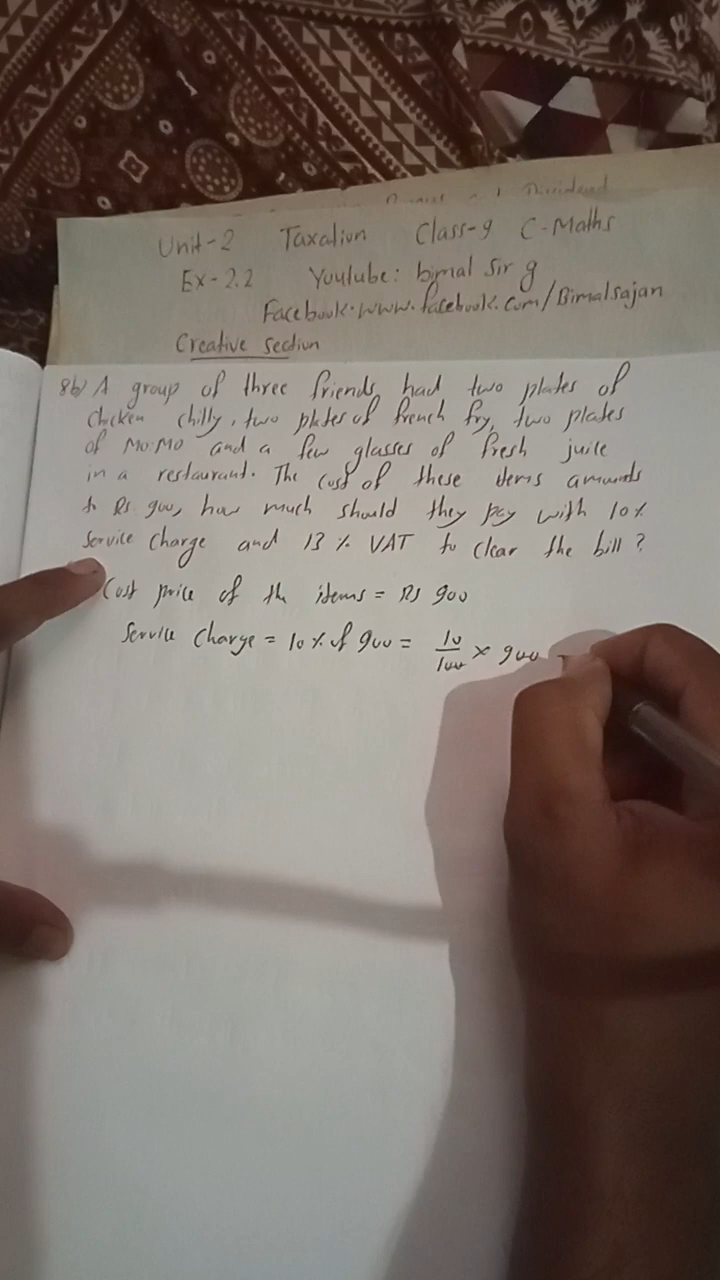 Dividend
Unit-2 Taxation Class-9 C-Maths
Ex-2.2 Youtube: bimal sir g
Facebook:www.facebook.com/Bimalsajan
Creative section
8b) A group of three friends had two plates of
chicken chilly, two plates of french fry, two plates
of MO:MO and a few glasses of fresh juice
in a restaurant. The cost of these items amounts
to Rs 900, how much should they pay with 10%
service charge and 13% VAT to clear the bill?
Cost price of the items = Rs 900
Service charge = 10% of 900 = 10/100 × 900